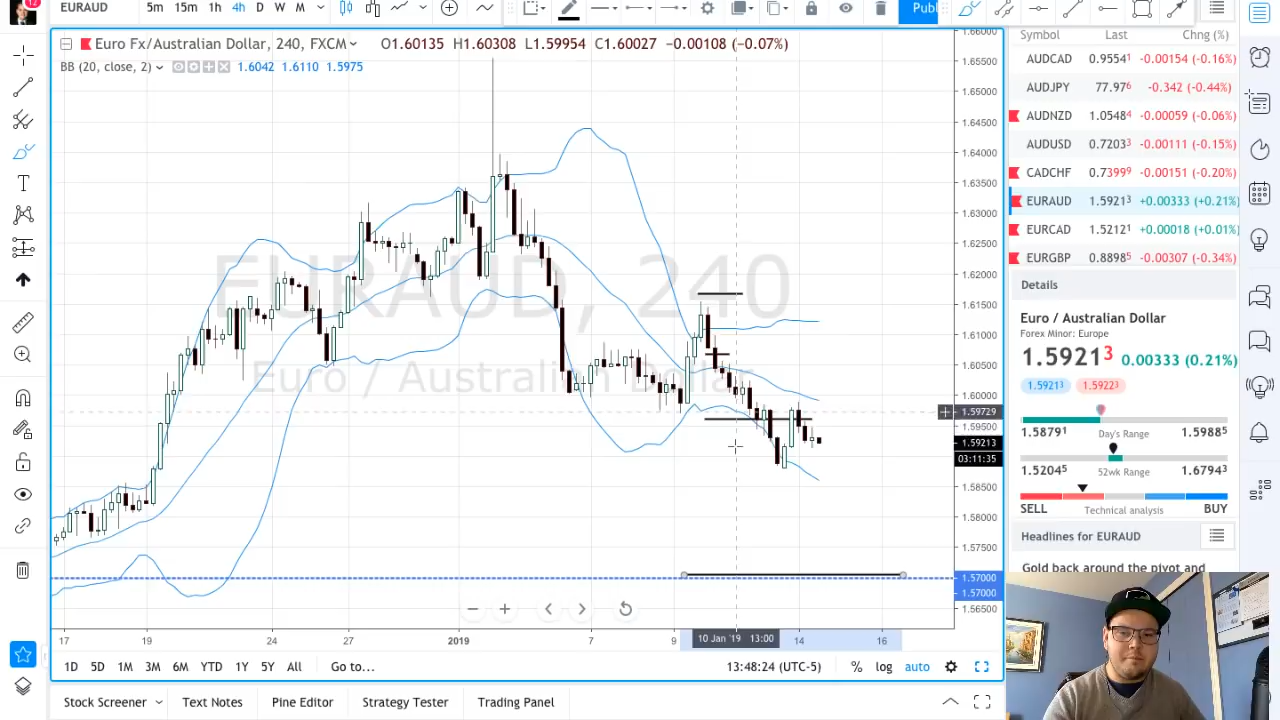 12
EURAUD
5m 15m 1h 4h D W M
Publ
Euro Fx/Australian Dollar, 240, FXCM O1.60135 H1.60308 L1.59954 C1.60027 −0.00108 (−0.07%)
BB (20, close, 2) 1.6042 1.6110 1.5975
EURAUD, 240
Euro / Australian Dollar
1.66000
1.65500
1.65000
1.64500
1.64000
1.63500
1.63000
1.62500
1.62000
1.61500
1.61000
1.60500
1.60000
1.59729
1.59500
1.59213
03:11:35
1.58500
1.58000
1.57500
1.57000
1.57000
1.56500
17 19 24 27 2019 7 9 10 Jan '19 13:00 14 16
1D 5D 1M 3M 6M YTD 1Y 5Y All Go to... 13:48:24 (UTC-5) % log auto
Stock Screener Text Notes Pine Editor Strategy Tester Trading Panel
Symbol Last Chng (%)
AUDCAD 0.95541 -0.00154 (-0.16%)
AUDJPY 77.976 -0.342 (-0.44%)
AUDNZD 1.05484 -0.00059 (-0.06%)
AUDUSD 0.72033 -0.00111 (-0.15%)
CADCHF 0.73999 -0.00151 (-0.20%)
EURAUD 1.59213 +0.00333 (+0.21%)
EURCAD 1.52121 +0.00018 (+0.01%)
EURGBP 0.88985 -0.00307 (-0.34%)
Details
Euro / Australian Dollar
Forex Minor: Europe
1.59213 0.00333 (0.21%)
1.59213 1.59223
1.58791 Day's Range 1.59885
1.52045 52wk Range 1.67943
SELL Technical analysis BUY
Headlines for EURAUD
Gold back around the pivot and